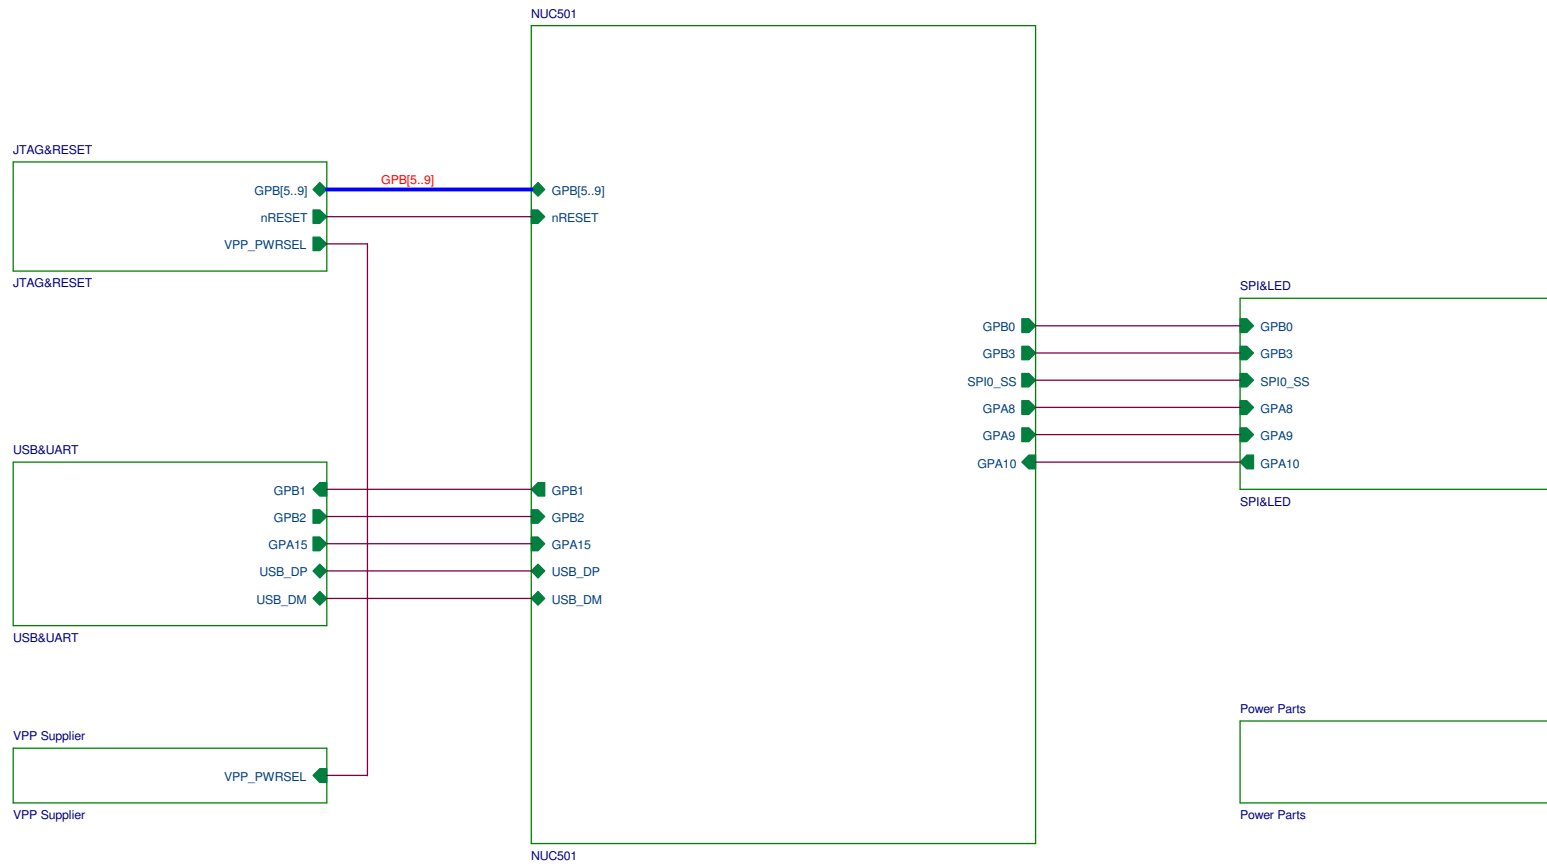 NUC501
JTAG&RESET
GPB[5..9]
GPB[5..9]
GPB[5..9]
nRESET
nRESET
VPP_PWRSEL
JTAG&RESET
SPI&LED
GPB0
GPB0
GPB3
GPB3
SPI0_SS
SPI0_SS
GPA8
GPA8
GPA9
GPA9
GPA10
GPA10
SPI&LED
USB&UART
GPB1
GPB1
GPB2
GPB2
GPA15
GPA15
USB_DP
USB_DP
USB_DM
USB_DM
USB&UART
Power Parts
VPP Supplier
VPP_PWRSEL
VPP Supplier
Power Parts
NUC501